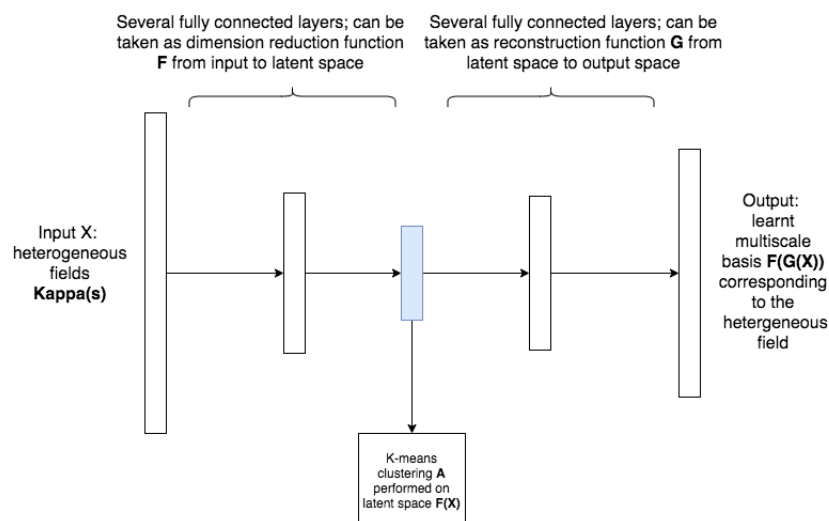 Several fully connected layers; can be
taken as dimension reduction function
F from input to latent space
Several fully connected layers; can be
taken as reconstruction function G from
latent space to output space
Input X:
heterogeneous
fields
Kappa(s)
Output:
learnt
multiscale
basis F(G(X))
corresponding
to the
hetergeneous
field
K-means
clustering A
performed on
latent space F(X)